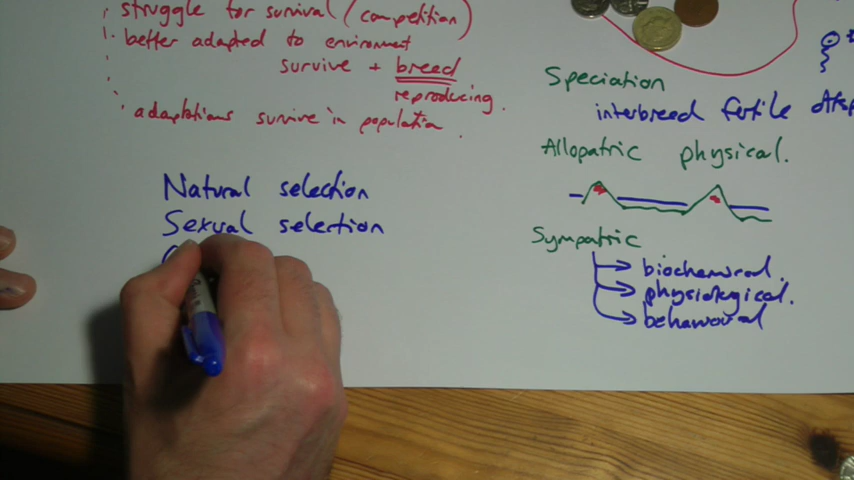 struggle for survival (competition)
better adapted to environment
survive + breed
reproducing.
adaptations survive in population.
Natural selection
Sexual selection
Speciation
interbreed fertile
Allopatric physical.
Sympatric
biochemical.
physiological.
behavioural